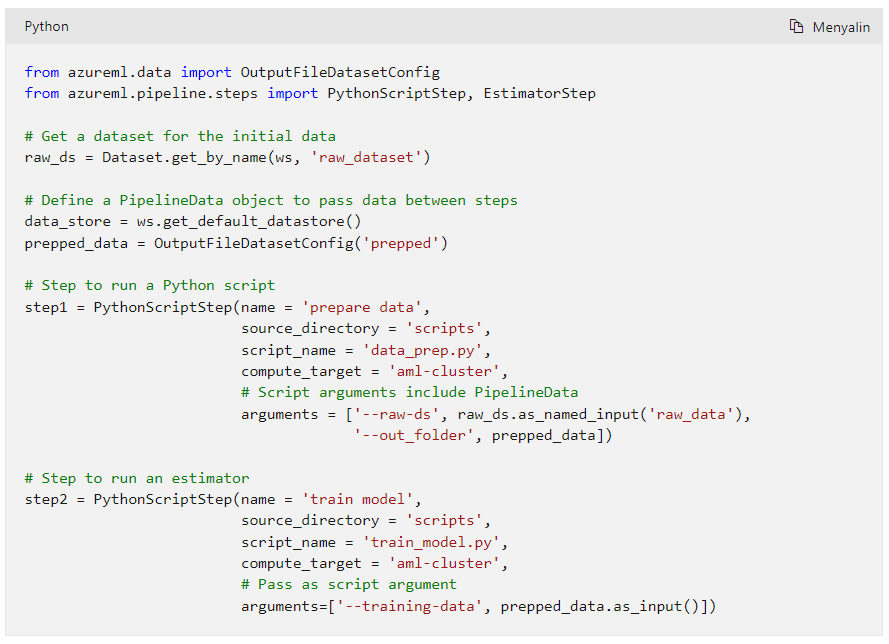 Python
Menyalin
from azureml.data import OutputFileDatasetConfig
from azureml.pipeline.steps import PythonScriptStep, EstimatorStep

# Get a dataset for the initial data
raw_ds = Dataset.get_by_name(ws, 'raw_dataset')

# Define a PipelineData object to pass data between steps
data_store = ws.get_default_datastore()
prepped_data = OutputFileDatasetConfig('prepped')

# Step to run a Python script
step1 = PythonScriptStep(name = 'prepare data',
                         source_directory = 'scripts',
                         script_name = 'data_prep.py',
                         compute_target = 'aml-cluster',
                         # Script arguments include PipelineData
                         arguments = ['--raw-ds', raw_ds.as_named_input('raw_data'),
                                      '--out_folder', prepped_data])

# Step to run an estimator
step2 = PythonScriptStep(name = 'train model',
                         source_directory = 'scripts',
                         script_name = 'train_model.py',
                         compute_target = 'aml-cluster',
                         # Pass as script argument
                         arguments=['--training-data', prepped_data.as_input()])